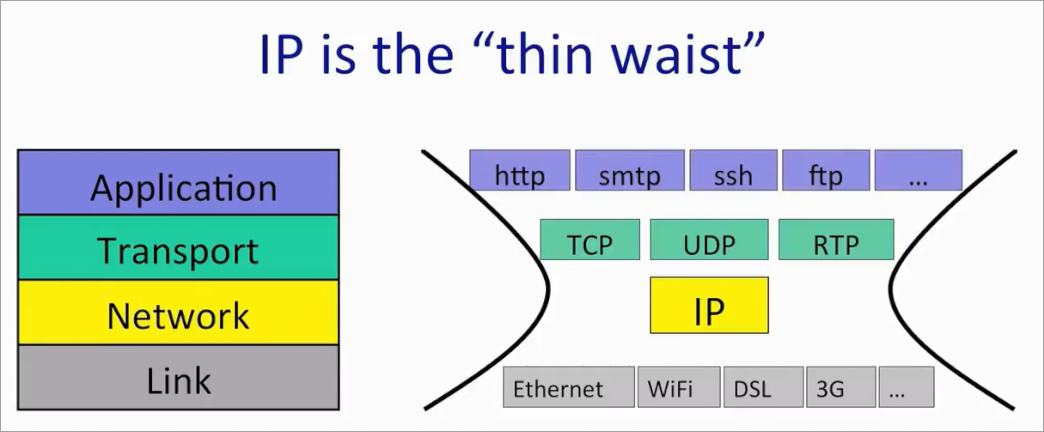 IP is the “thin waist”
Application
Transport
Network
Link
http smtp ssh ftp ...
TCP UDP RTP
IP
Ethernet WiFi DSL 3G ...